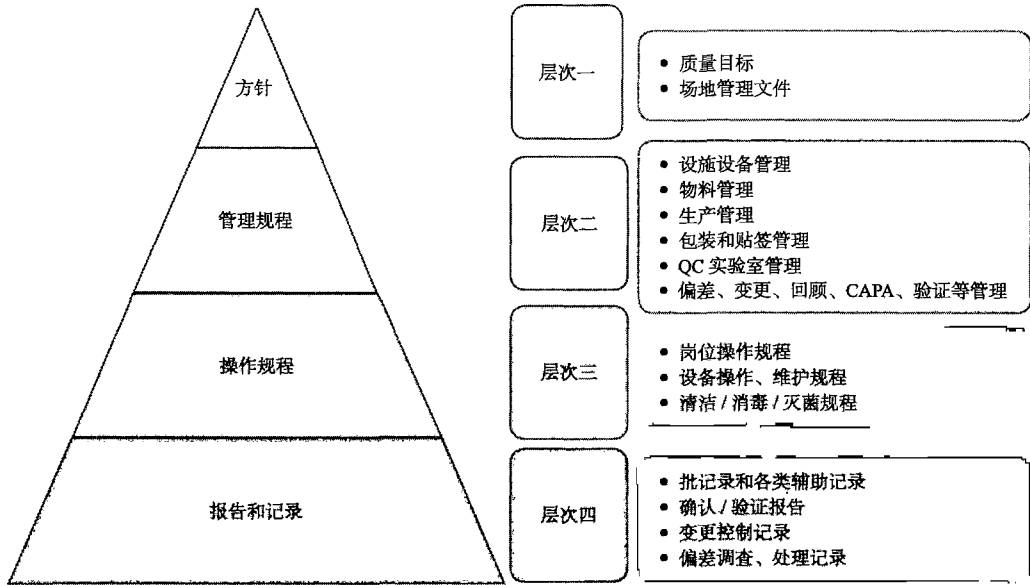 方针
层次一
• 质量目标
• 场地管理文件
管理规程
层次二
• 设施设备管理
• 物料管理
• 生产管理
• 包装和贴签管理
• QC 实验室管理
• 偏差、变更、回顾、CAPA、验证等管理
操作规程
层次三
• 岗位操作规程
• 设备操作、维护规程
• 清洁 / 消毒 / 灭菌规程
报告和记录
层次四
• 批记录和各类辅助记录
• 确认 / 验证报告
• 变更控制记录
• 偏差调查、处理记录